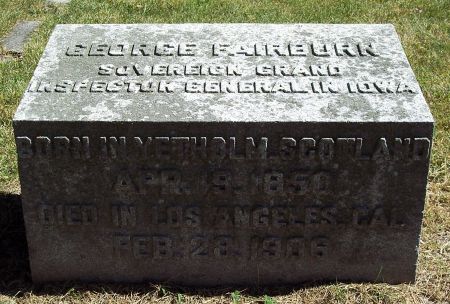 GEORGE FAIRBURN
SOVEREIGN GRAND
INSPECTOR GENERAL IN IOWA
BORN IN YETHOLM, SCOTLAND
APR. 19, 1850
DIED IN LOS ANGELES, CAL.
FEB. 23, 1906